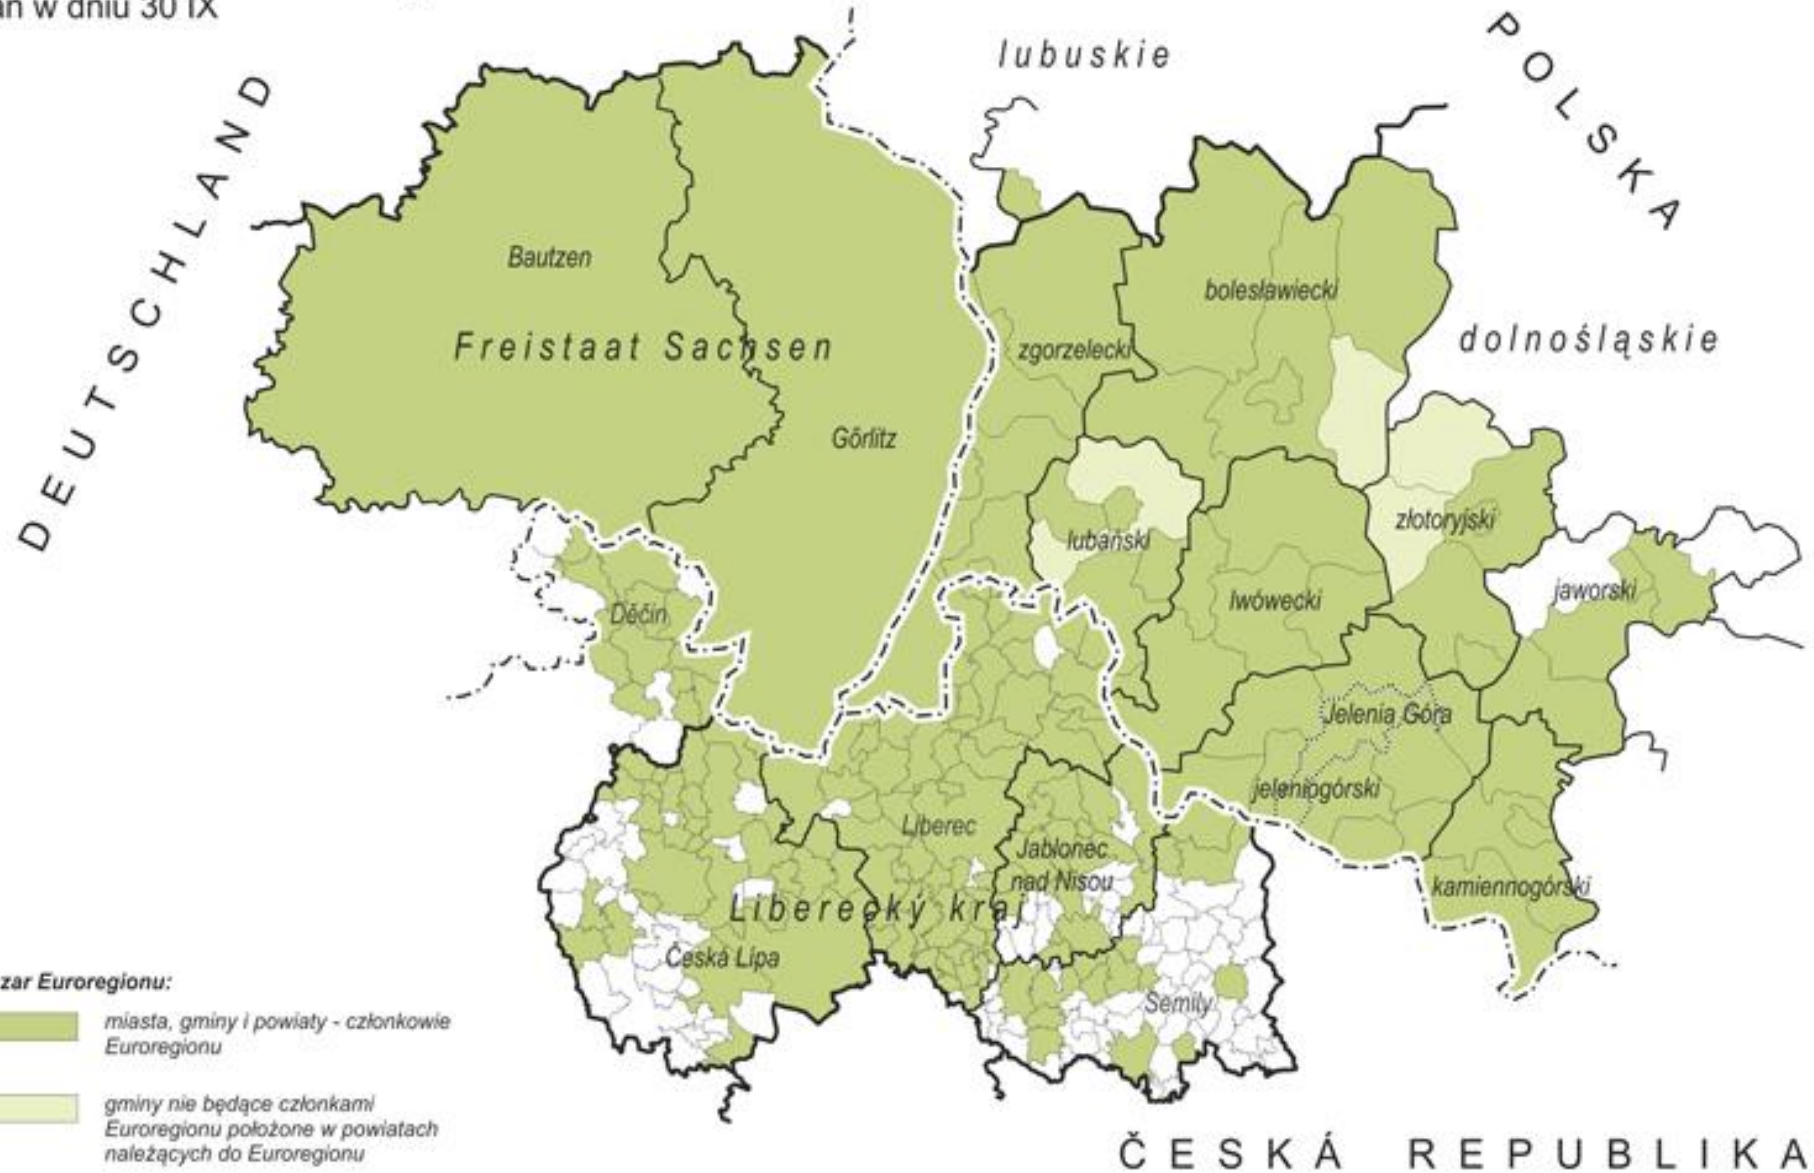 an w dniu 30 IX
lubuskie
POLSKA
DEUTSCHLAND
Bautzen
bolesławiecki
Freistaat Sachsen
zgorzelecki
dolnośląskie
Görlitz
złotoryjski
lubański
jaworski
lwówecki
Děčín
Jelenia Góra
jeleniogórski
Liberec
Jablonec
nad Nisou
kamiennogórski
Liberecký kraj
Česká Lípa
Semily
zar Euroregionu:
miasta, gminy i powiaty - członkowie
Euroregionu
gminy nie będące członkami
Euroregionu położone w powiatach
należących do Euroregionu
ČESKÁ REPUBLIKA